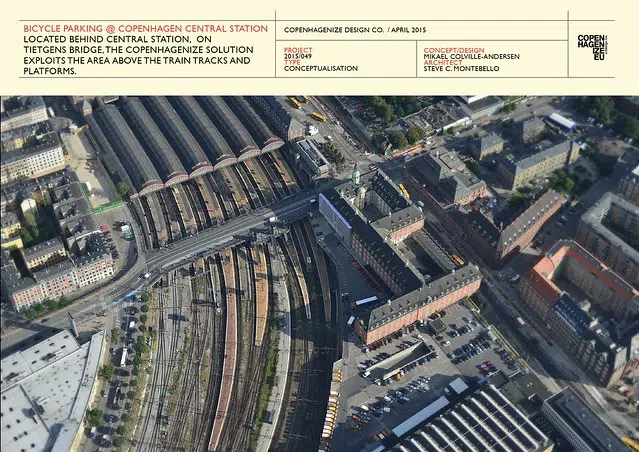 BICYCLE PARKING @ COPENHAGEN CENTRAL STATION
LOCATED BEHIND CENTRAL STATION, ON
TIETGENS BRIDGE, THE COPENHAGENIZE SOLUTION
EXPLOITS THE AREA ABOVE THE TRAIN TRACKS AND
PLATFORMS.
COPENHAGENIZE DESIGN CO. / APRIL 2015
PROJECT
2015/049
TYPE
CONCEPTUALISATION
CONCEPT/DESIGN
MIKAEL COLVILLE-ANDERSEN
ARCHITECT
STEVE C. MONTEBELLO
COPEN
HAGEN
IZE
EU